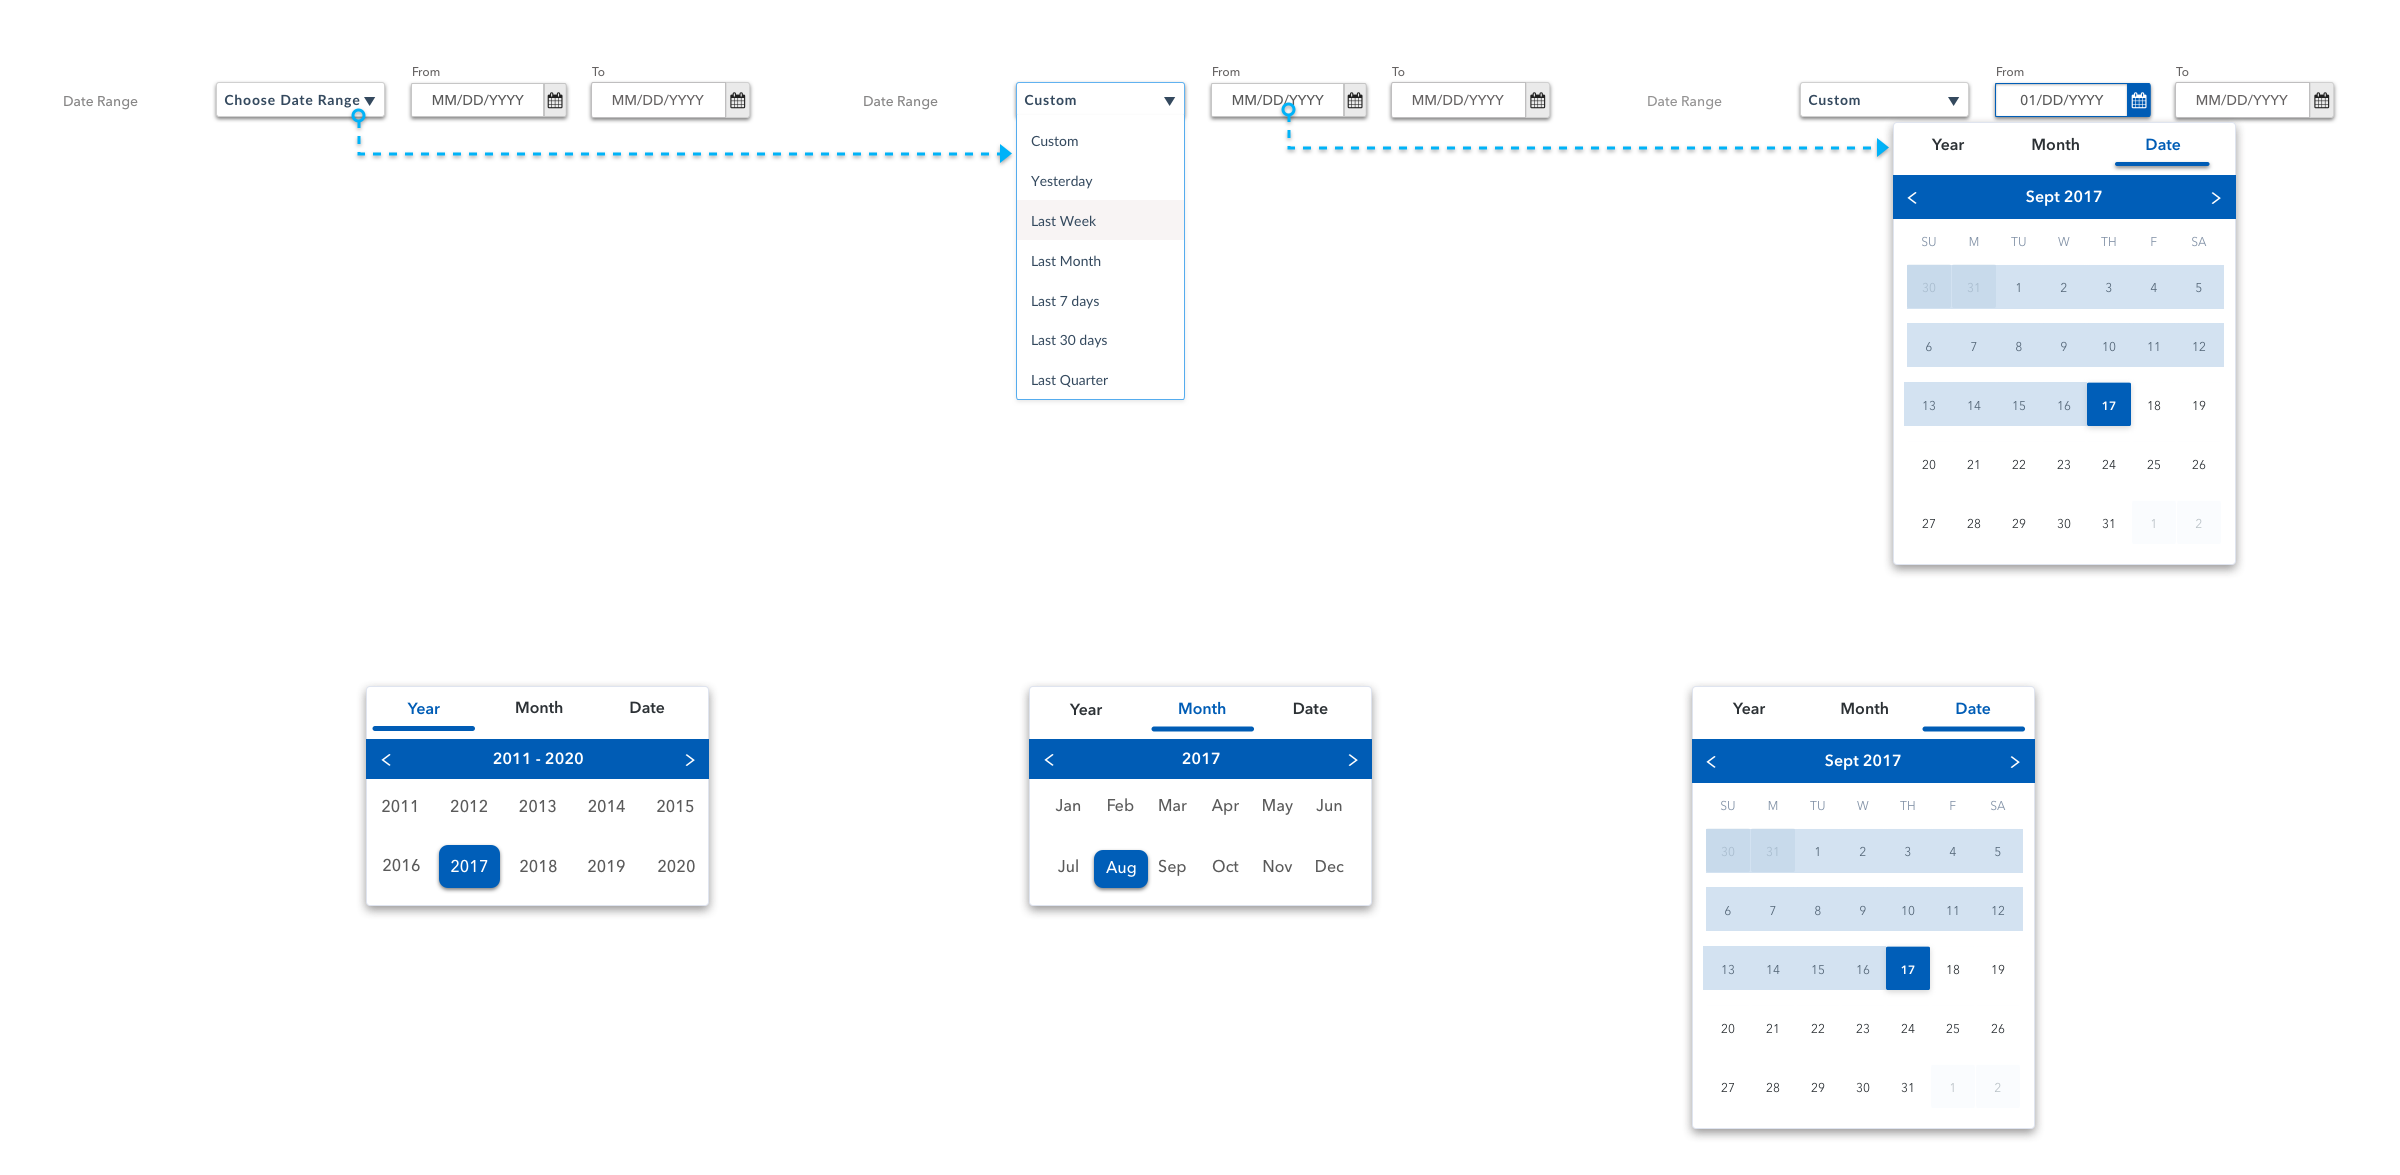 Date Range
Choose Date Range
From
MM/DD/YYYY
To
MM/DD/YYYY
Date Range
Custom
Custom
Yesterday
Last Week
Last Month
Last 7 days
Last 30 days
Last Quarter
From
MM/DD/YYYY
To
MM/DD/YYYY
Date Range
Custom
From
01/DD/YYYY
To
MM/DD/YYYY
Year Month Date
< Sept 2017 >
SU M TU W TH F SA
30 31 1 2 3 4 5
6 7 8 9 10 11 12
13 14 15 16 17 18 19
20 21 22 23 24 25 26
27 28 29 30 31 1 2
Year Month Date
< 2011 - 2020 >
2011 2012 2013 2014 2015
2016 2017 2018 2019 2020
Year Month Date
< 2017 >
Jan Feb Mar Apr May Jun
Jul Aug Sep Oct Nov Dec
Year Month Date
< Sept 2017 >
SU M TU W TH F SA
30 31 1 2 3 4 5
6 7 8 9 10 11 12
13 14 15 16 17 18 19
20 21 22 23 24 25 26
27 28 29 30 31 1 2